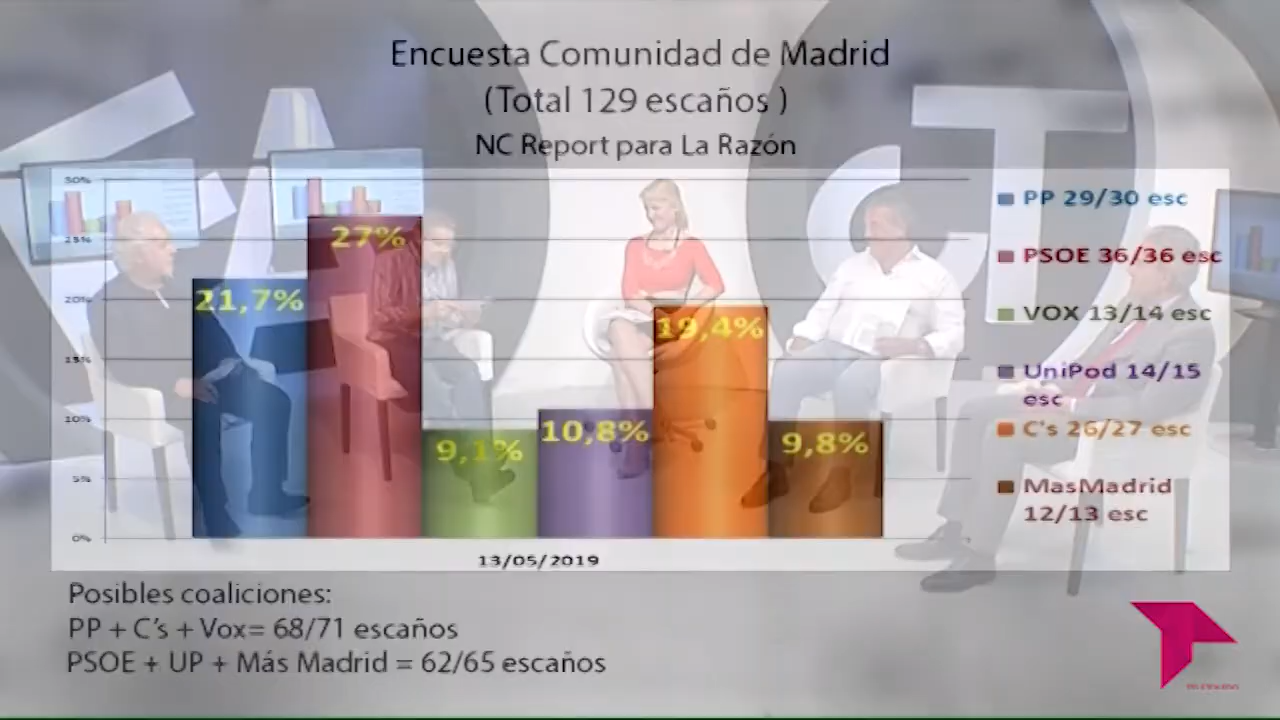 Encuesta Comunidad de Madrid
(Total 129 escaños )
NC Report para La Razón
30%
25%
20%
15%
10%
5%
0%
21,7%
27%
9,1%
10,8%
19,4%
9,8%
13/05/2019
PP 29/30 esc
PSOE 36/36 esc
VOX 13/14 esc
UniPod 14/15
esc
C's 26/27 esc
MasMadrid
12/13 esc
Posibles coaliciones:
PP + C's + Vox= 68/71 escaños
PSOE + UP + Más Madrid = 62/65 escaños